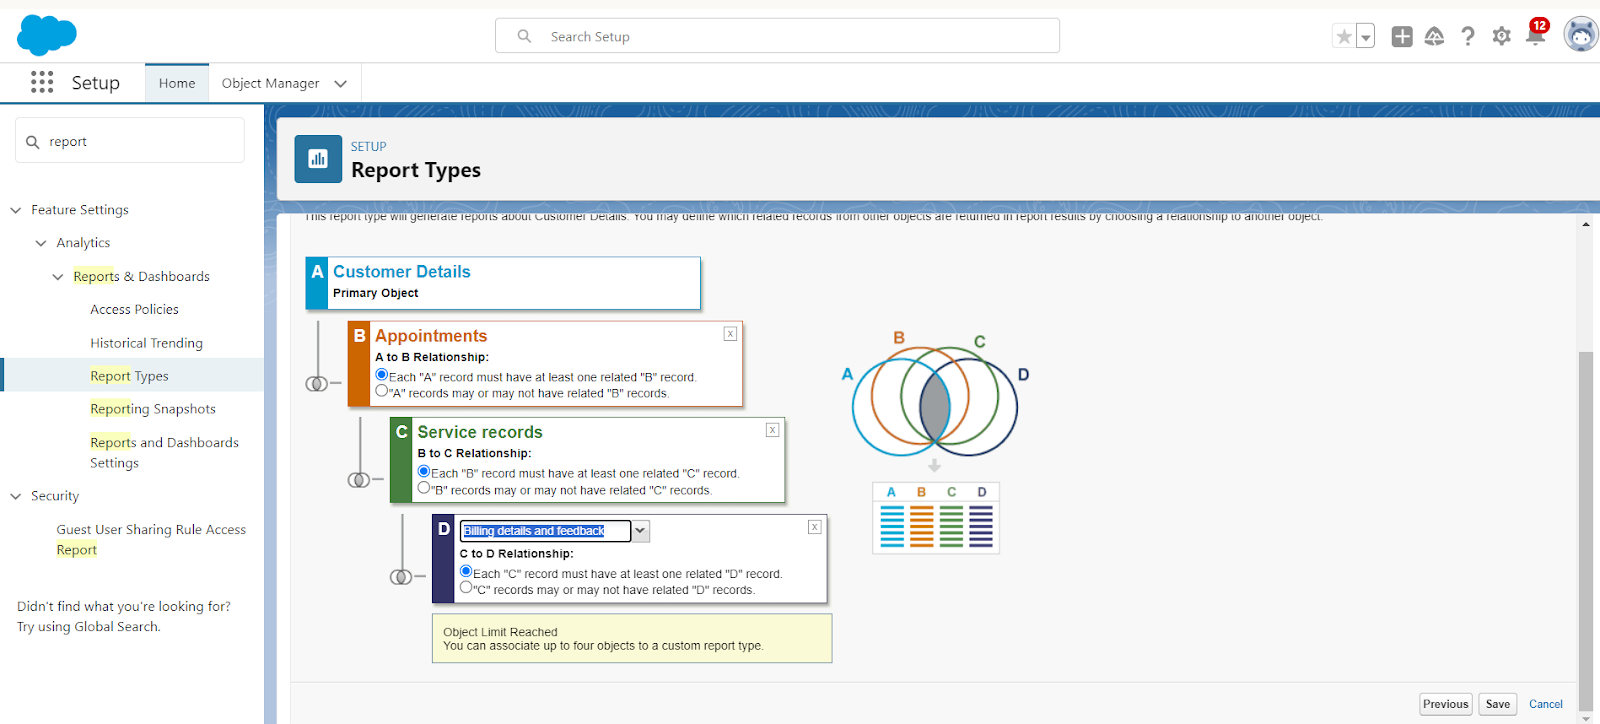 Search Setup
12
Setup
Home
Object Manager
report
Feature Settings
Analytics
Reports & Dashboards
Access Policies
Historical Trending
Report Types
Reporting Snapshots
Reports and Dashboards
Settings
Security
Guest User Sharing Rule Access
Report
Didn't find what you're looking for?
Try using Global Search.
SETUP
Report Types
This report type will generate reports about Customer Details. You may define which related records from other objects are returned in report results by choosing a relationship to another object.
A Customer Details
Primary Object
B Appointments x
A to B Relationship:
Each "A" record must have at least one related "B" record.
"A" records may or may not have related "B" records.
C Service records x
B to C Relationship:
Each "B" record must have at least one related "C" record.
"B" records may or may not have related "C" records.
D Billing details and feedback x
C to D Relationship:
Each "C" record must have at least one related "D" record.
"C" records may or may not have related "D" records.
Object Limit Reached
You can associate up to four objects to a custom report type.
A B C D
A B C D
Previous Save Cancel